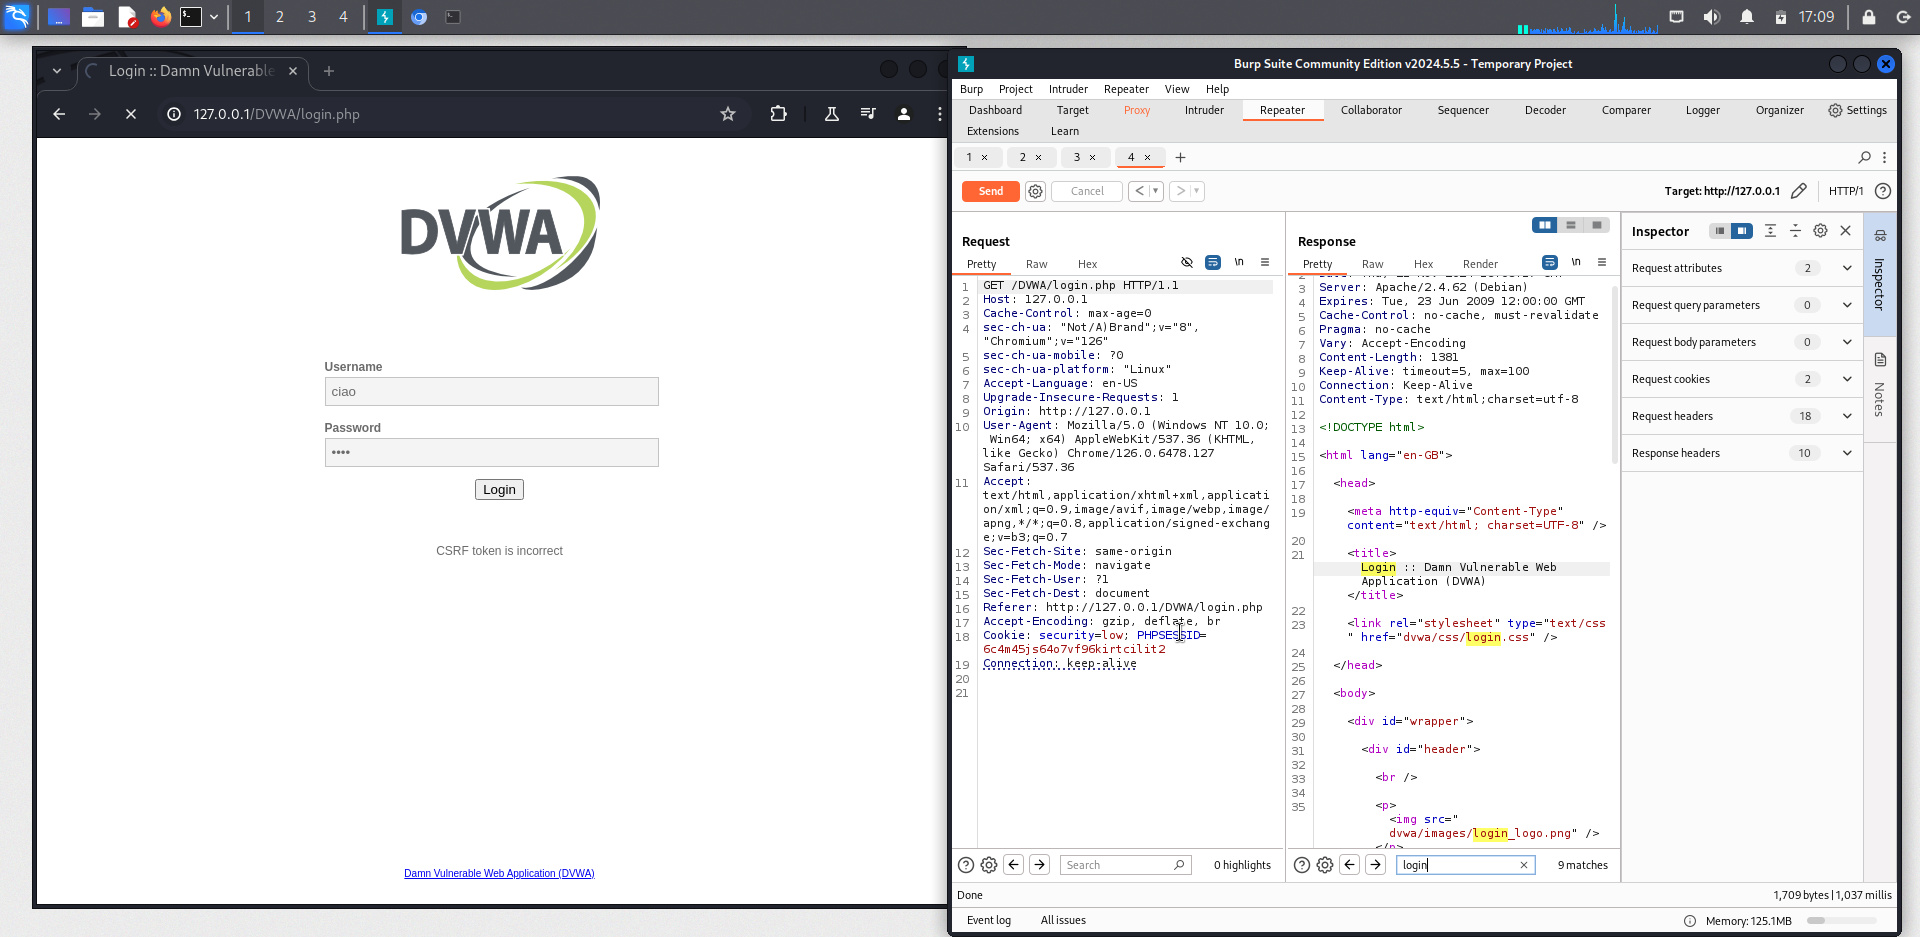 1
2
3
4
17:09
Login :: Damn Vulnerable
127.0.0.1/DVWA/login.php
DVWA
Username
ciao
Password
••••
Login
CSRF token is incorrect
Damn Vulnerable Web Application (DVWA)
Burp Suite Community Edition v2024.5.5 - Temporary Project
Burp Project Intruder Repeater View Help
Dashboard Target Proxy Intruder Repeater Collaborator Sequencer Decoder Comparer Logger Organizer Settings
Extensions Learn
1 × 2 × 3 × 4 × +
Send Cancel < >
Target: http://127.0.0.1 HTTP/1
Request
Pretty Raw Hex \n
1 GET /DVWA/login.php HTTP/1.1
2 Host: 127.0.0.1
3 Cache-Control: max-age=0
4 sec-ch-ua: "Not/A)Brand";v="8",
"Chromium";v="126"
5 sec-ch-ua-mobile: ?0
6 sec-ch-ua-platform: "Linux"
7 Accept-Language: en-US
8 Upgrade-Insecure-Requests: 1
9 Origin: http://127.0.0.1
10 User-Agent: Mozilla/5.0 (Windows NT 10.0;
Win64; x64) AppleWebKit/537.36 (KHTML,
like Gecko) Chrome/126.0.6478.127
Safari/537.36
11 Accept:
text/html,application/xhtml+xml,applicati
on/xml;q=0.9,image/avif,image/webp,image/
apng,*/*;q=0.8,application/signed-exchang
e;v=b3;q=0.7
12 Sec-Fetch-Site: same-origin
13 Sec-Fetch-Mode: navigate
14 Sec-Fetch-User: ?1
15 Sec-Fetch-Dest: document
16 Referer: http://127.0.0.1/DVWA/login.php
17 Accept-Encoding: gzip, deflate, br
18 Cookie: security=low; PHPSESSID=
6c4m45js64o7vf96kirtcilit2
19 Connection: keep-alive
20
21
Search 0 highlights
Response
Pretty Raw Hex Render \n
3 Server: Apache/2.4.62 (Debian)
4 Expires: Tue, 23 Jun 2009 12:00:00 GMT
5 Cache-Control: no-cache, must-revalidate
6 Pragma: no-cache
7 Vary: Accept-Encoding
8 Content-Length: 1381
9 Keep-Alive: timeout=5, max=100
10 Connection: Keep-Alive
11 Content-Type: text/html;charset=utf-8
12
13 <!DOCTYPE html>
14
15 <html lang="en-GB">
16
17 <head>
18
19 <meta http-equiv="Content-Type"
content="text/html; charset=UTF-8" />
20
21 <title>
Login :: Damn Vulnerable Web
Application (DVWA)
</title>
22
23 <link rel="stylesheet" type="text/css
" href="dvwa/css/login.css" />
24
25 </head>
26
27 <body>
28
29 <div id="wrapper">
30
31 <div id="header">
32
33 <br />
34
35 <p>
<img src="
dvwa/images/login_logo.png" />
</p>
login 9 matches
Inspector
Request attributes 2
Request query parameters 0
Request body parameters 0
Request cookies 2
Request headers 18
Response headers 10
Inspector
Notes
Done 1,709 bytes | 1,037 millis
Event log All issues Memory: 125.1MB